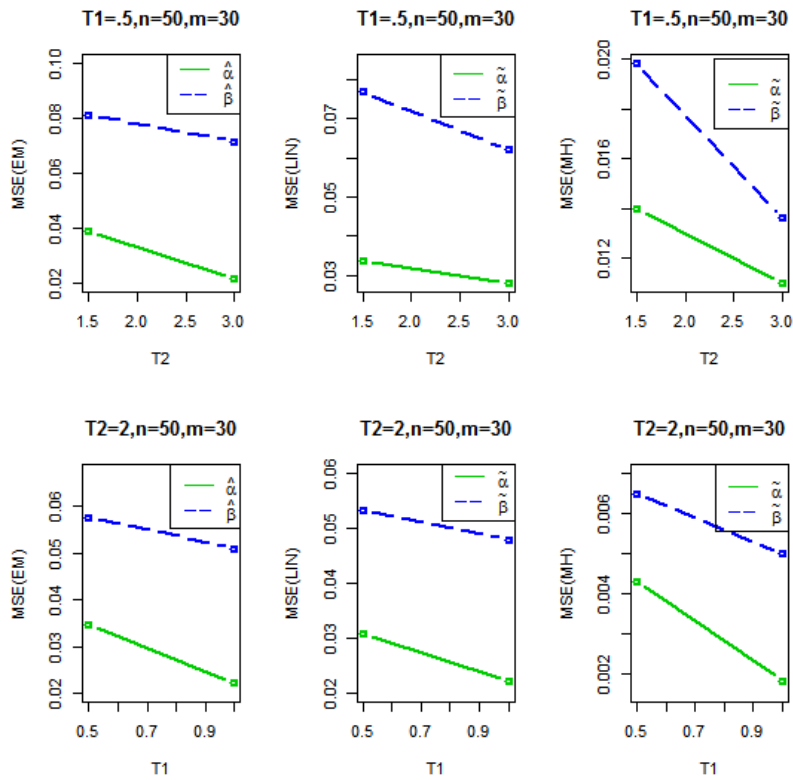 T1=.5,n=50,m=30
MSE(EM)
0.02 0.04 0.06 0.08 0.10
α̂
β̂
1.5 2.0 2.5 3.0
T2
T1=.5,n=50,m=30
MSE(LIN)
0.03 0.05 0.07
α̃
β̃
1.5 2.0 2.5 3.0
T2
T1=.5,n=50,m=30
MSE(MH)
0.012 0.016 0.020
α̃
β̃
1.5 2.0 2.5 3.0
T2
T2=2,n=50,m=30
MSE(EM)
0.02 0.03 0.04 0.05 0.06
α̂
β̂
0.5 0.7 0.9
T1
T2=2,n=50,m=30
MSE(LIN)
0.02 0.03 0.04 0.05 0.06
α̃
β̃
0.5 0.7 0.9
T1
T2=2,n=50,m=30
MSE(MH)
0.002 0.004 0.006
α̃
β̃
0.5 0.7 0.9
T1